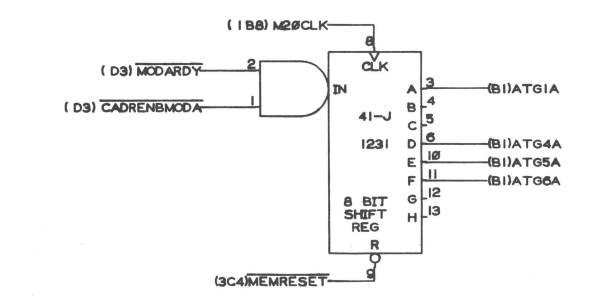 (1B8) M20CLK
8
CLK
2
(D3) MODARDY
1
(D3) CADRENBMODA
IN
41-J
1231
8 BIT
SHIFT
REG
A 3 (B1)ATG1A
B 4
C 5
D 6 (B1)ATG4A
E 10 (B1)ATG5A
F 11 (B1)ATG6A
G 12
H 13
R
9
(3C4)MEMRESET